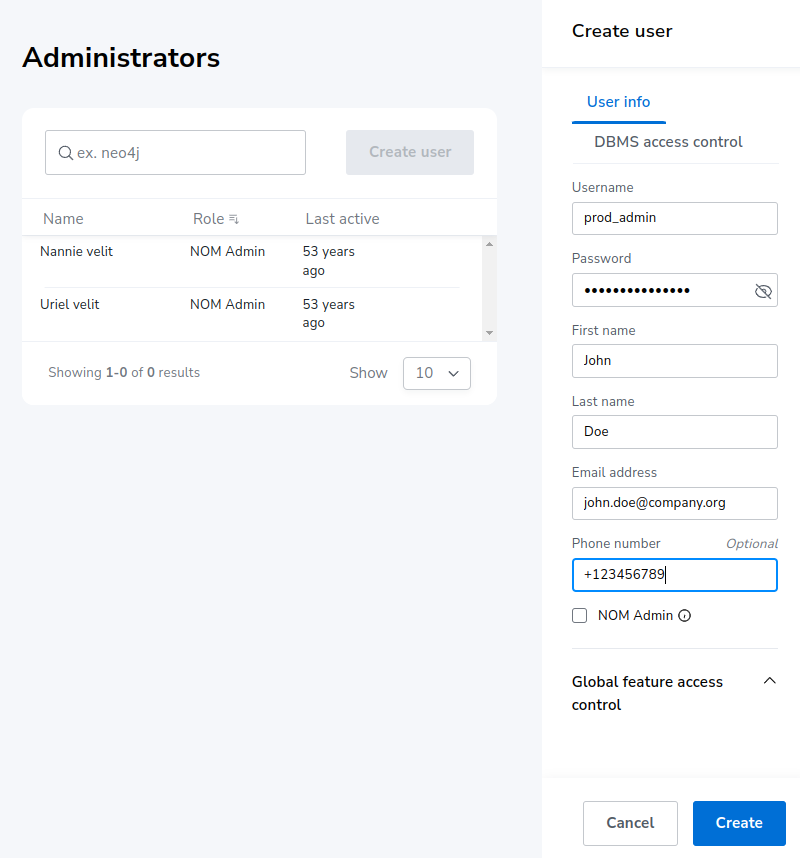 Administrators
ex. neo4j
Create user
Name
Role
Last active
Nannie velit
NOM Admin
53 years
ago
Uriel velit
NOM Admin
53 years
ago
Showing 1-0 of 0 results
Show
10
Create user
User info
DBMS access control
Username
prod_admin
Password
•••••••••••••••
First name
John
Last name
Doe
Email address
john.doe@company.org
Phone number
Optional
+123456789
NOM Admin
Global feature access
control
Cancel
Create